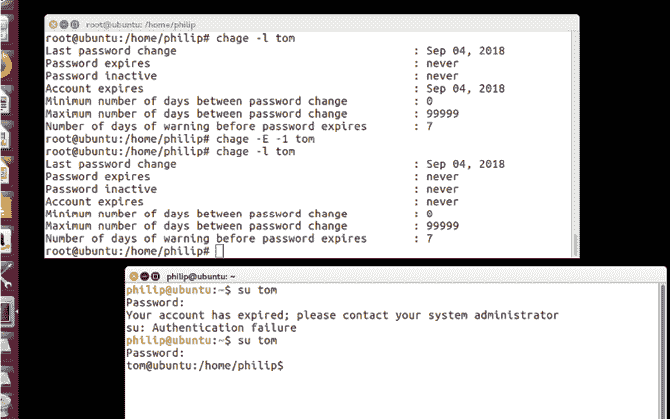 root@ubuntu: /home/philip
root@ubuntu:/home/philip# chage -l tom
Last password change : Sep 04, 2018
Password expires : never
Password inactive : never
Account expires : Sep 04, 2018
Minimum number of days between password change : 0
Maximum number of days between password change : 99999
Number of days of warning before password expires : 7
root@ubuntu:/home/philip# chage -E -1 tom
root@ubuntu:/home/philip# chage -l tom
Last password change : Sep 04, 2018
Password expires : never
Password inactive : never
Account expires : never
Minimum number of days between password change : 0
Maximum number of days between password change : 99999
Number of days of warning before password expires : 7
root@ubuntu:/home/philip#
philip@ubuntu: ~
philip@ubuntu:~$ su tom
Password:
Your account has expired; please contact your system administrator
su: Authentication failure
philip@ubuntu:~$ su tom
Password:
tom@ubuntu:/home/philip$